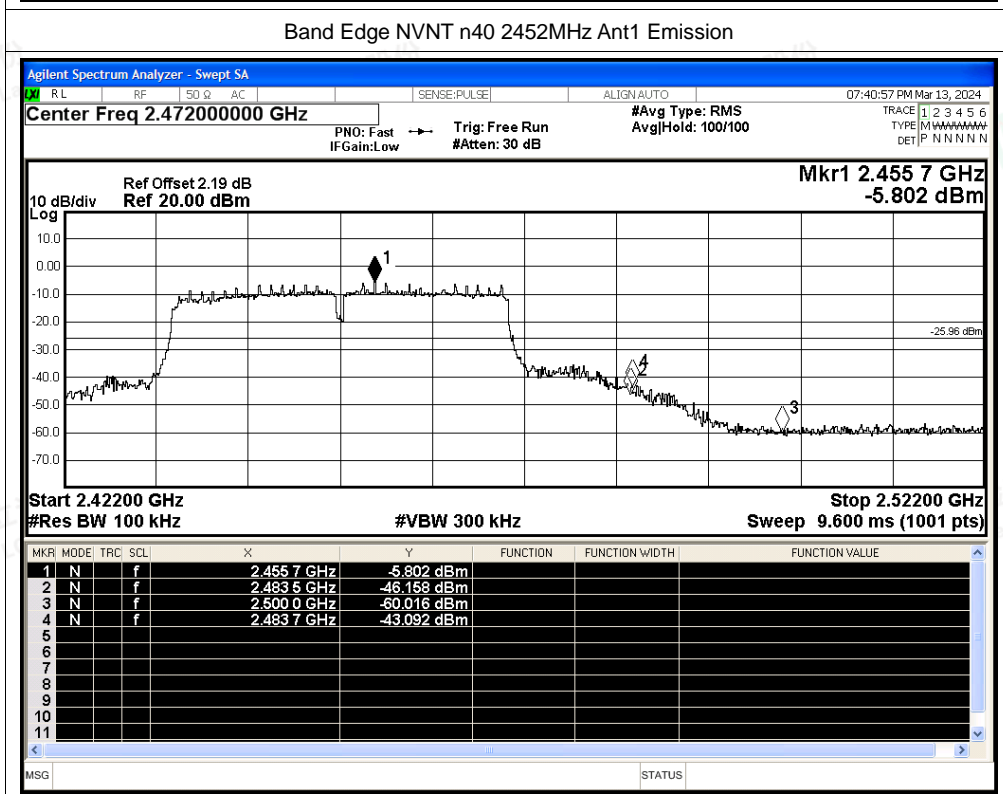 Band Edge NVNT n40 2452MHz Ant1 Emission
Agilent Spectrum Analyzer - Swept SA
LXI RL RF 50 Ω AC SENSE:PULSE ALIGN AUTO 07:40:57 PM Mar 13, 2024
Center Freq 2.472000000 GHz
PNO: Fast Trig: Free Run #Avg Type: RMS TRACE 1 2 3 4 5 6
IFGain:Low #Atten: 30 dB Avg|Hold: 100/100 TYPE M WWWWW
DET P N N N N N
Ref Offset 2.19 dB Mkr1 2.455 7 GHz
10 dB/div Ref 20.00 dBm -5.802 dBm
Log
10.0
0.00
1
-10.0
-20.0
-25.96 dBm
-30.0
4
-40.0
2
-50.0
3
-60.0
-70.0
Start 2.42200 GHz Stop 2.52200 GHz
#Res BW 100 kHz #VBW 300 kHz Sweep 9.600 ms (1001 pts)
MKR MODE TRC SCL X Y FUNCTION FUNCTION WIDTH FUNCTION VALUE
1 N f 2.455 7 GHz -5.802 dBm
2 N f 2.483 5 GHz -46.158 dBm
3 N f 2.500 0 GHz -60.016 dBm
4 N f 2.483 7 GHz -43.092 dBm
5
6
7
8
9
10
11
MSG STATUS